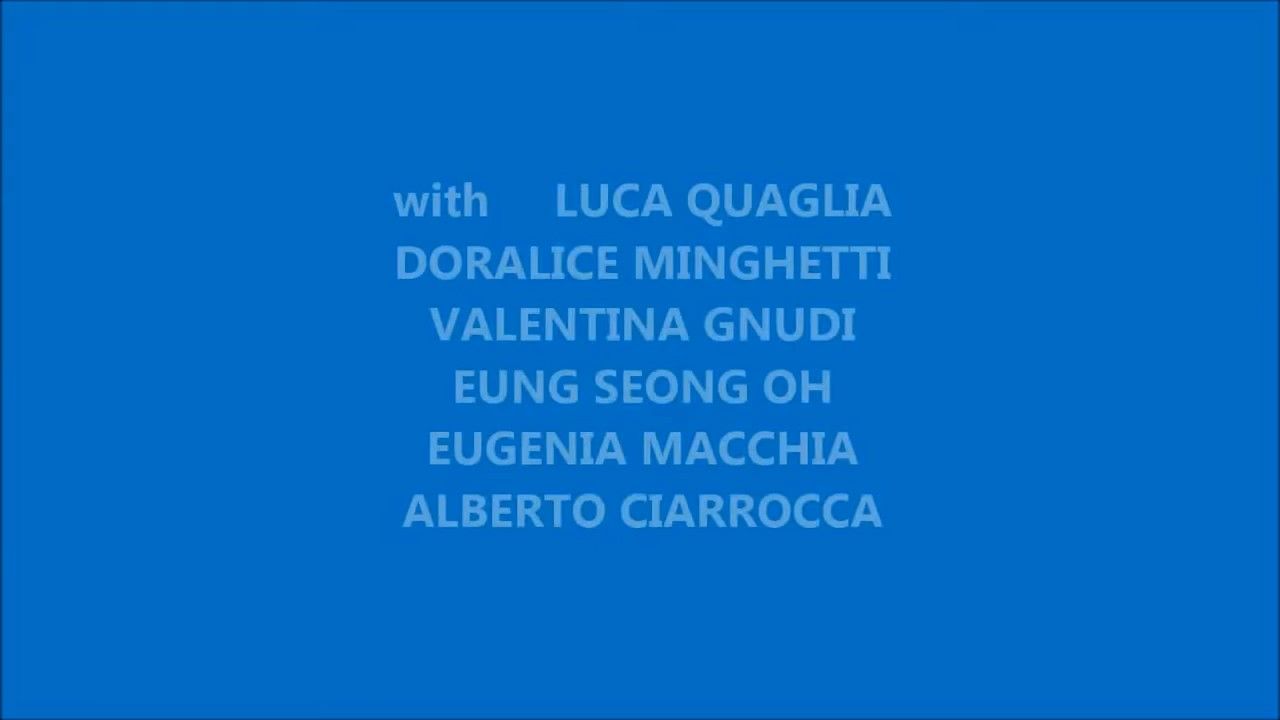 with LUCA QUAGLIA
DORALICE MINGHETTI
VALENTINA GNUDI
EUNG SEONG OH
EUGENIA MACCHIA
ALBERTO CIARROCCA